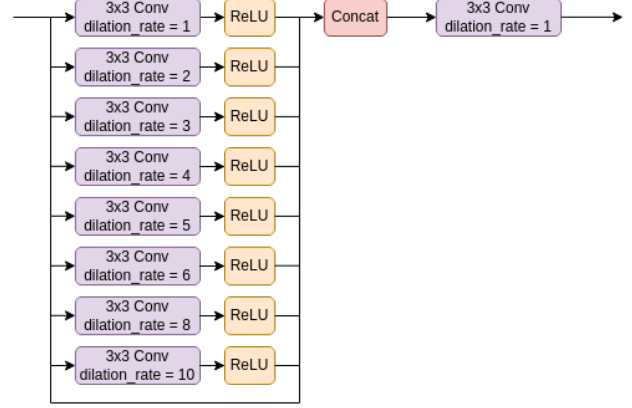 3x3 Conv
dilation_rate = 1
ReLU
Concat
3x3 Conv
dilation_rate = 1
3x3 Conv
dilation_rate = 2
ReLU
3x3 Conv
dilation_rate = 3
ReLU
3x3 Conv
dilation_rate = 4
ReLU
3x3 Conv
dilation_rate = 5
ReLU
3x3 Conv
dilation_rate = 6
ReLU
3x3 Conv
dilation_rate = 8
ReLU
3x3 Conv
dilation_rate = 10
ReLU